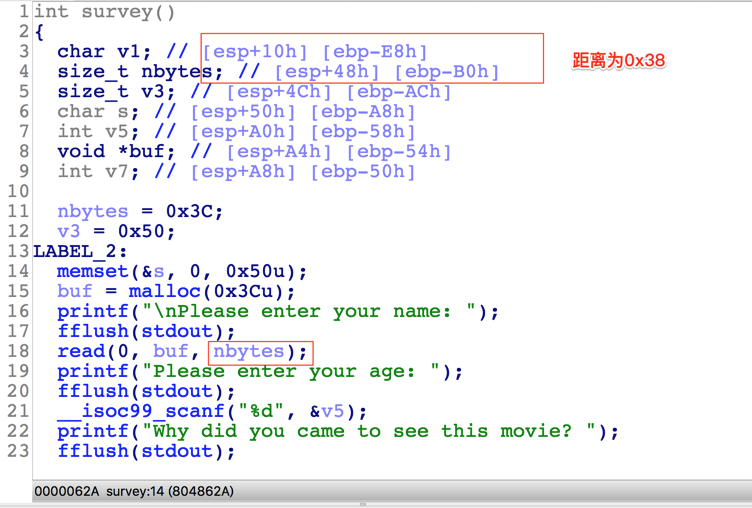 1 int survey()
2 {
3 char v1; // [esp+10h] [ebp-E8h]
距离为0x38
4 size_t nbytes; // [esp+48h] [ebp-B0h]
5 size_t v3; // [esp+4Ch] [ebp-ACh]
6 char s; // [esp+50h] [ebp-A8h]
7 int v5; // [esp+A0h] [ebp-58h]
8 void *buf; // [esp+A4h] [ebp-54h]
9 int v7; // [esp+A8h] [ebp-50h]
10
11 nbytes = 0x3C;
12 v3 = 0x50;
13 LABEL_2:
14 memset(&s, 0, 0x50u);
15 buf = malloc(0x3Cu);
16 printf("\nPlease enter your name: ");
17 fflush(stdout);
18 read(0, buf, nbytes);
19 printf("Please enter your age: ");
20 fflush(stdout);
21 __isoc99_scanf("%d", &v5);
22 printf("Why did you came to see this movie? ");
23 fflush(stdout);
0000062A survey:14 (804862A)